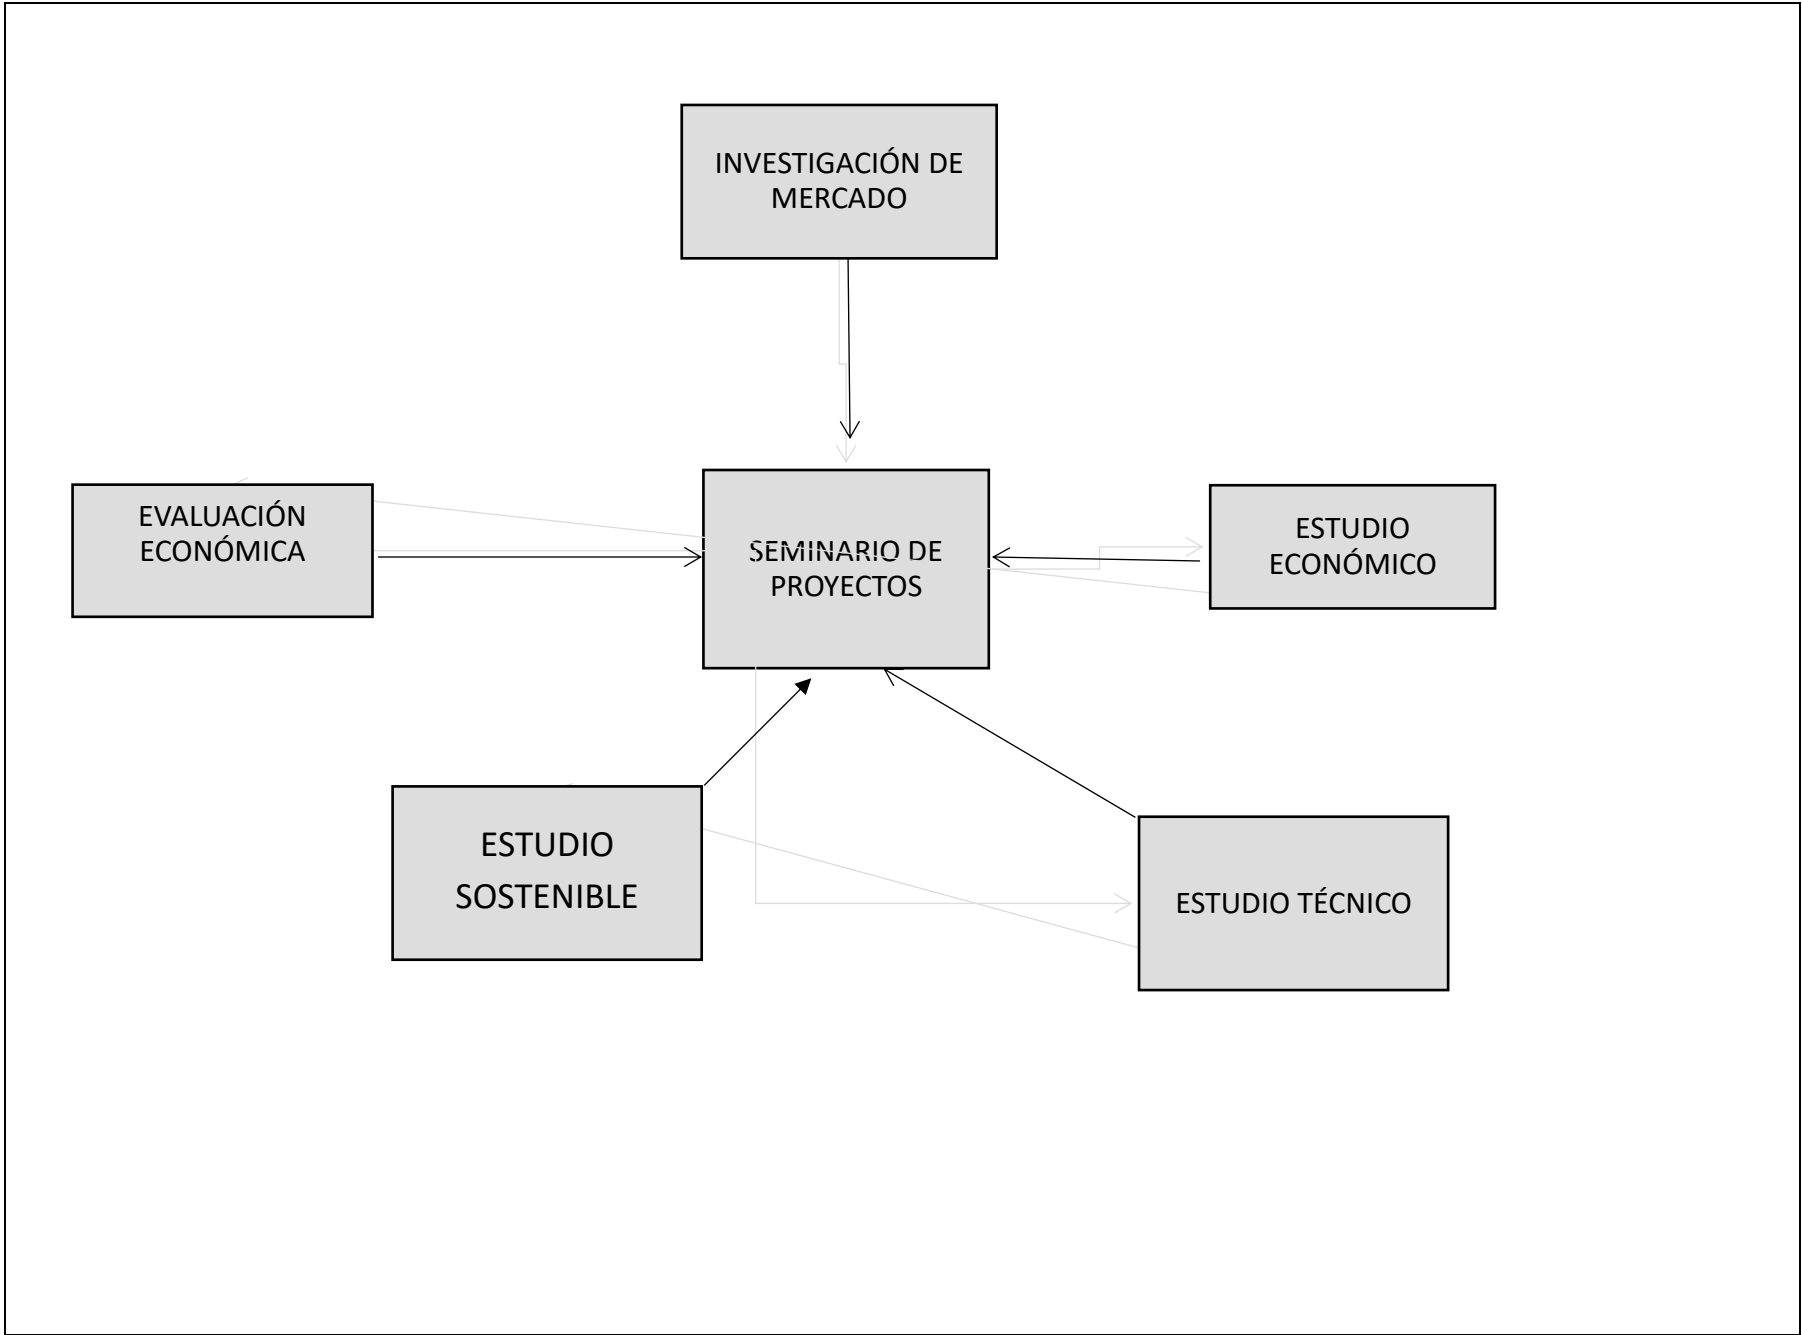 INVESTIGACIÓN DE
MERCADO
EVALUACIÓN
ECONÓMICA
SEMINARIO DE
PROYECTOS
ESTUDIO
ECONÓMICO
ESTUDIO
SOSTENIBLE
ESTUDIO TÉCNICO